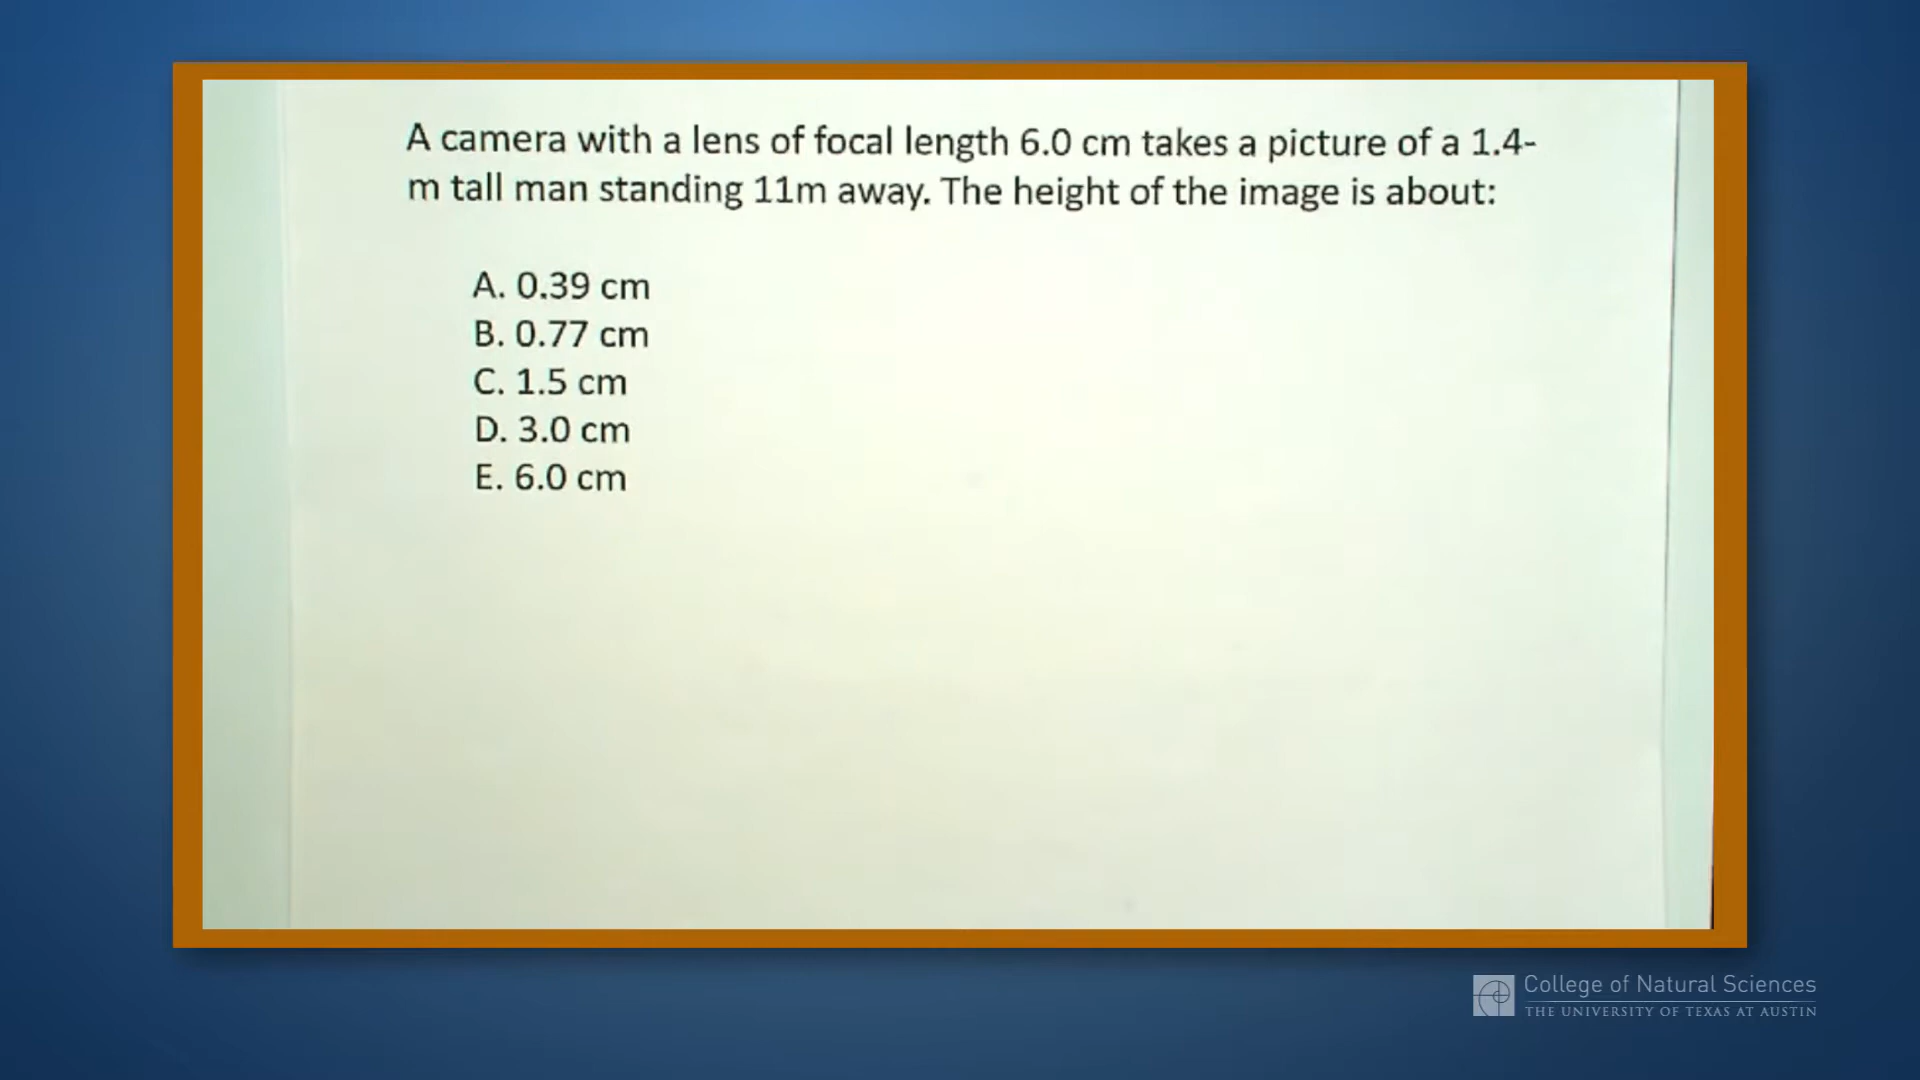 A camera with a lens of focal length 6.0 cm takes a picture of a 1.4-
m tall man standing 11m away. The height of the image is about:
A. 0.39 cm
B. 0.77 cm
C. 1.5 cm
D. 3.0 cm
E. 6.0 cm
College of Natural Sciences
THE UNIVERSITY OF TEXAS AT AUSTIN